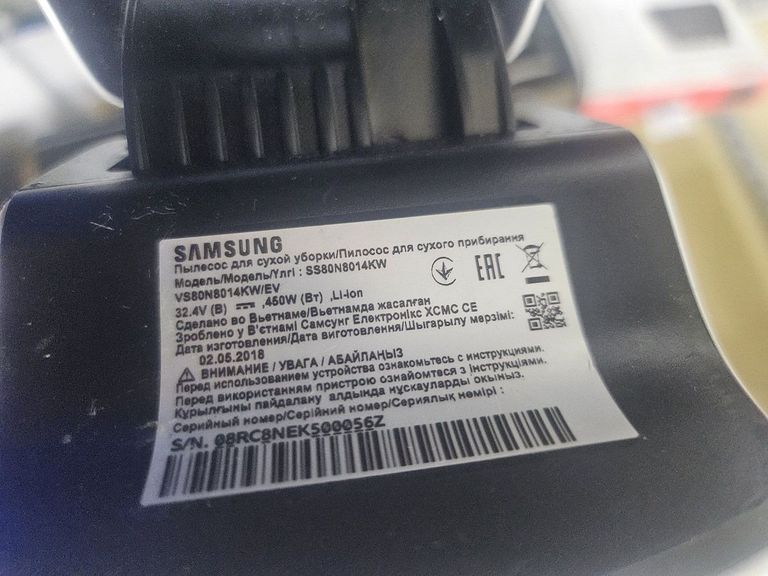 SAMSUNG
Пылесос для сухой уборки/Пилосос для сухого прибирання
Модель/Модель/Үлгі : SS80N8014KW
VS80N8014KW/EV
32.4V (В) ⎓ ,450W (Вт) ,Li-Ion
Сделано во Вьетнаме/Вьетнамда жасалған
Зроблено у В'єтнамі Самсунг Електронікс ХСМС СЕ
Дата изготовления/Дата виготовлення/Шығарылу мерзімі:
02.05.2018
EAC
⚠ ВНИМАНИЕ / УВАГА / АБАЙЛАҢЫЗ
Перед использованием устройства ознакомьтесь с инструкциями.
Перед використанням пристрою ознайомтеся з інструкціями.
Құрылғыны пайдалану алдында нұсқауларды оқыңыз.
Серийный номер/Серійний номер/Сериялық нөмірі :
S/N. 08RC8NEK500056Z